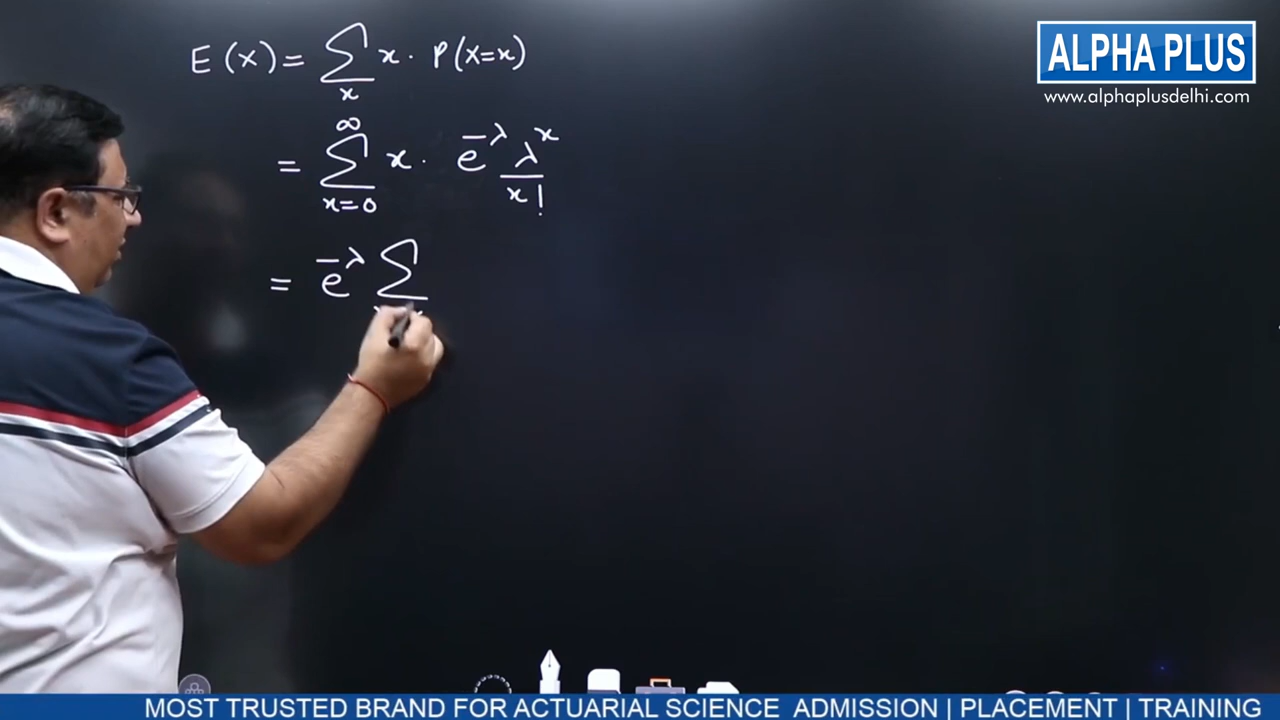 E(X) = ∑ₓ x · P(X=x)
= ∑_{x=0}^{∞} x · e^{-λ} λ^x / x!
= e^{-λ} ∑
ALPHA PLUS
www.alphaplusdelhi.com
MOST TRUSTED BRAND FOR ACTUARIAL SCIENCE ADMISSION | PLACEMENT | TRAINING